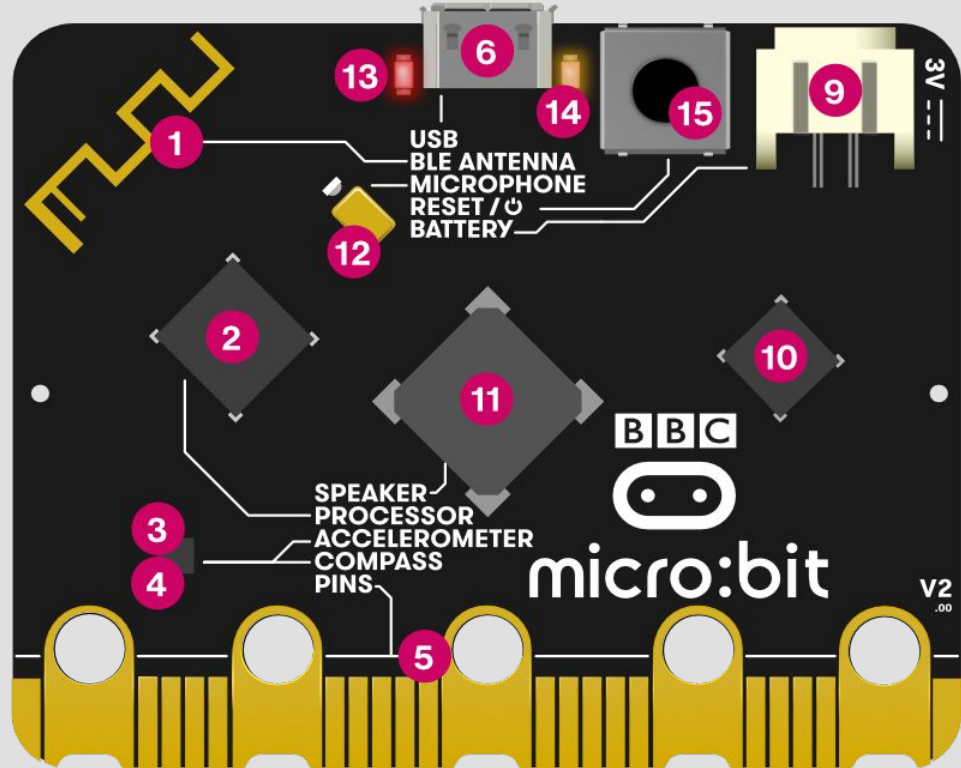 6
13
14
15
9
3V
1
USB
BLE ANTENNA
MICROPHONE
RESET / ⏻
BATTERY
12
2
10
11
BBC
micro:bit
SPEAKER
PROCESSOR
ACCELEROMETER
COMPASS
PINS
3
4
5
V2
.00